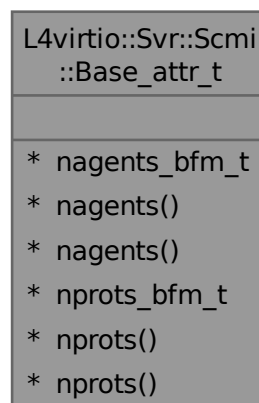 L4virtio::Svr::Scmi
::Base_attr_t
* nagents_bfm_t
* nagents()
* nagents()
* nprots_bfm_t
* nprots()
* nprots()